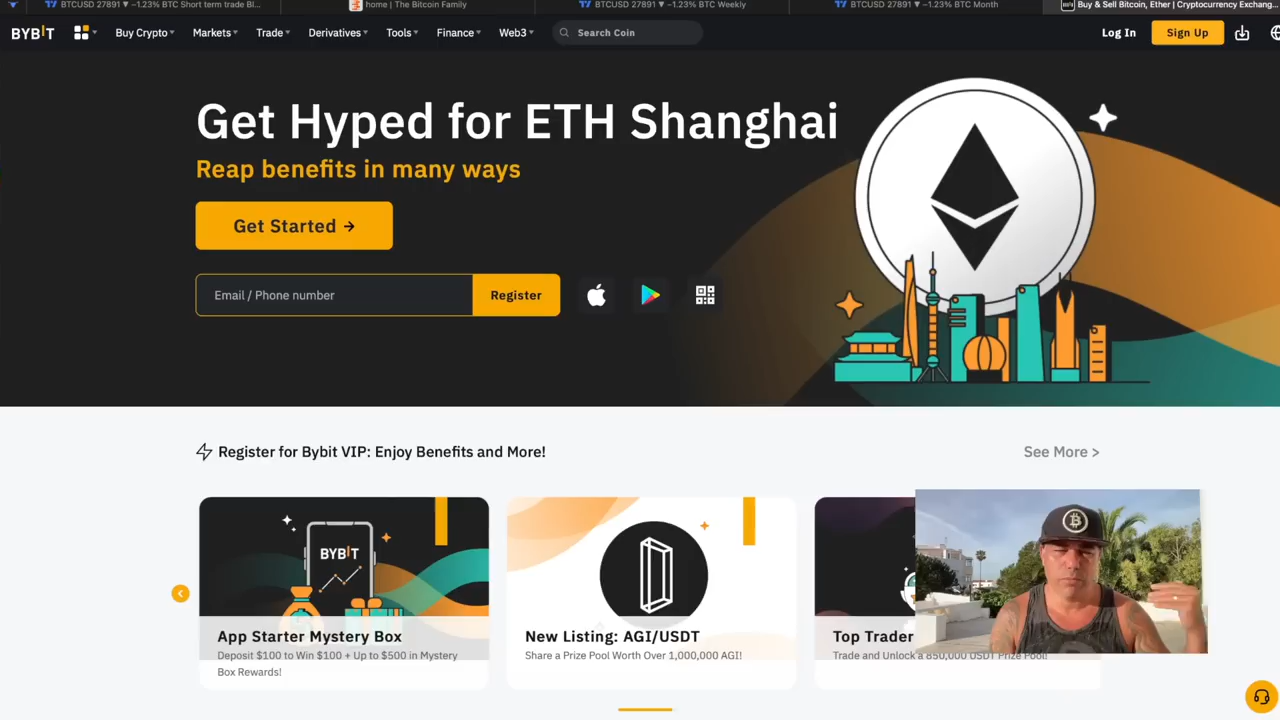 BTCUSD 27891 ▼ −1.23% BTC Short term trade Bl...
home | The Bitcoin Family
BTCUSD 27891 ▼ −1.23% BTC Weekly
BTCUSD 27891 ▼ −1.23% BTC Month
Buy & Sell Bitcoin, Ether | Cryptocurrency Exchang...
BYBIT
Buy Crypto
Markets
Trade
Derivatives
Tools
Finance
Web3
Search Coin
Log In
Sign Up
Get Hyped for ETH Shanghai
Reap benefits in many ways
Get Started →
Email / Phone number
Register
Register for Bybit VIP: Enjoy Benefits and More!
See More >
BYBIT
App Starter Mystery Box
Deposit $100 to Win $100 + Up to $500 in Mystery
Box Rewards!
New Listing: AGI/USDT
Share a Prize Pool Worth Over 1,000,000 AGI!
Top Trader
Trade and Unlock a 850,000 USDT Prize Pool!